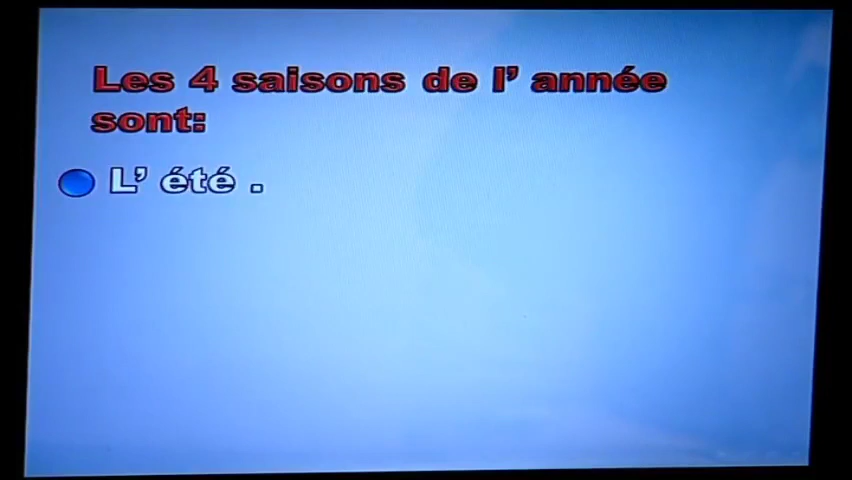 Les 4 saisons de l’ année
sont:
L’ été .